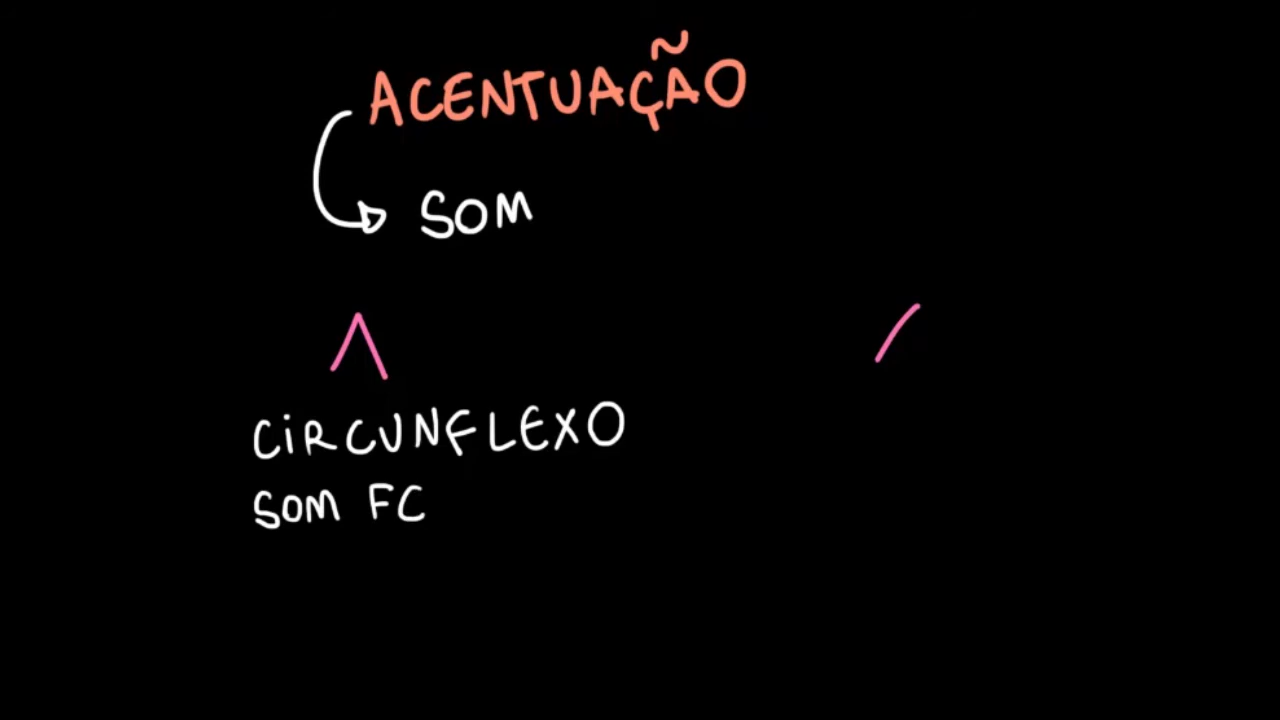 ACENTUAÇÃO
SOM
^ ´
CIRCUNFLEXO
SOM FC